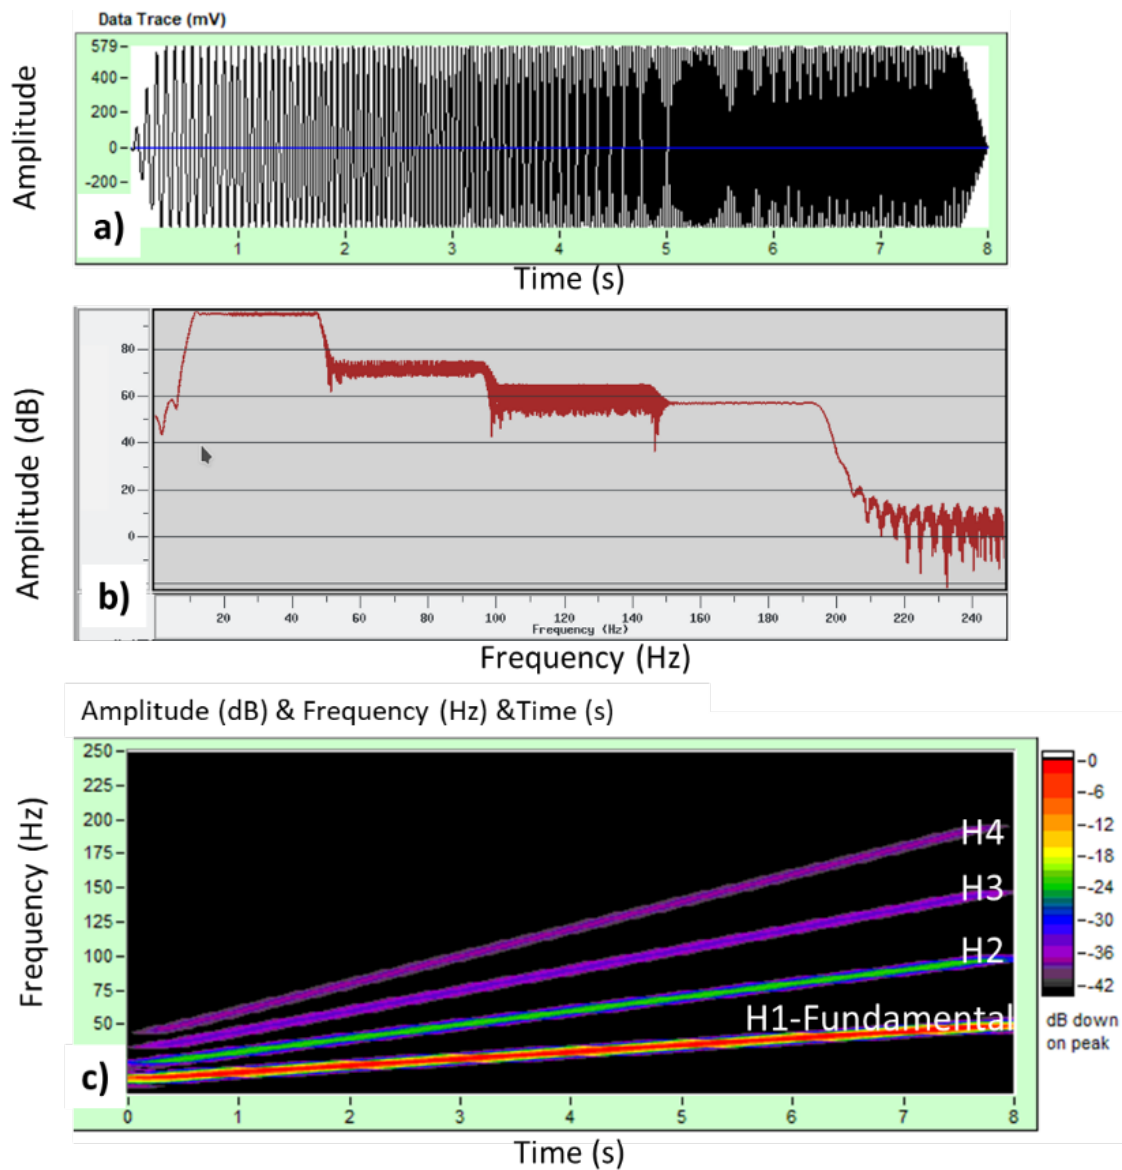 Data Trace (mV)
Amplitude
579
400
200
0
-200
a)
1 2 3 4 5 6 7 8
Time (s)
Amplitude (dB)
80
60
40
20
0
b)
20 40 60 80 100 120 140 160 180 200 220 240
Frequency (Hz)
Frequency (Hz)
Amplitude (dB) & Frequency (Hz) &Time (s)
Frequency (Hz)
250
225
200
175
150
125
100
75
50
c)
H4
H3
H2
H1-Fundamental
0 1 2 3 4 5 6 7 8
Time (s)
-0
--6
--12
--18
--24
--30
--36
--42
dB down
on peak